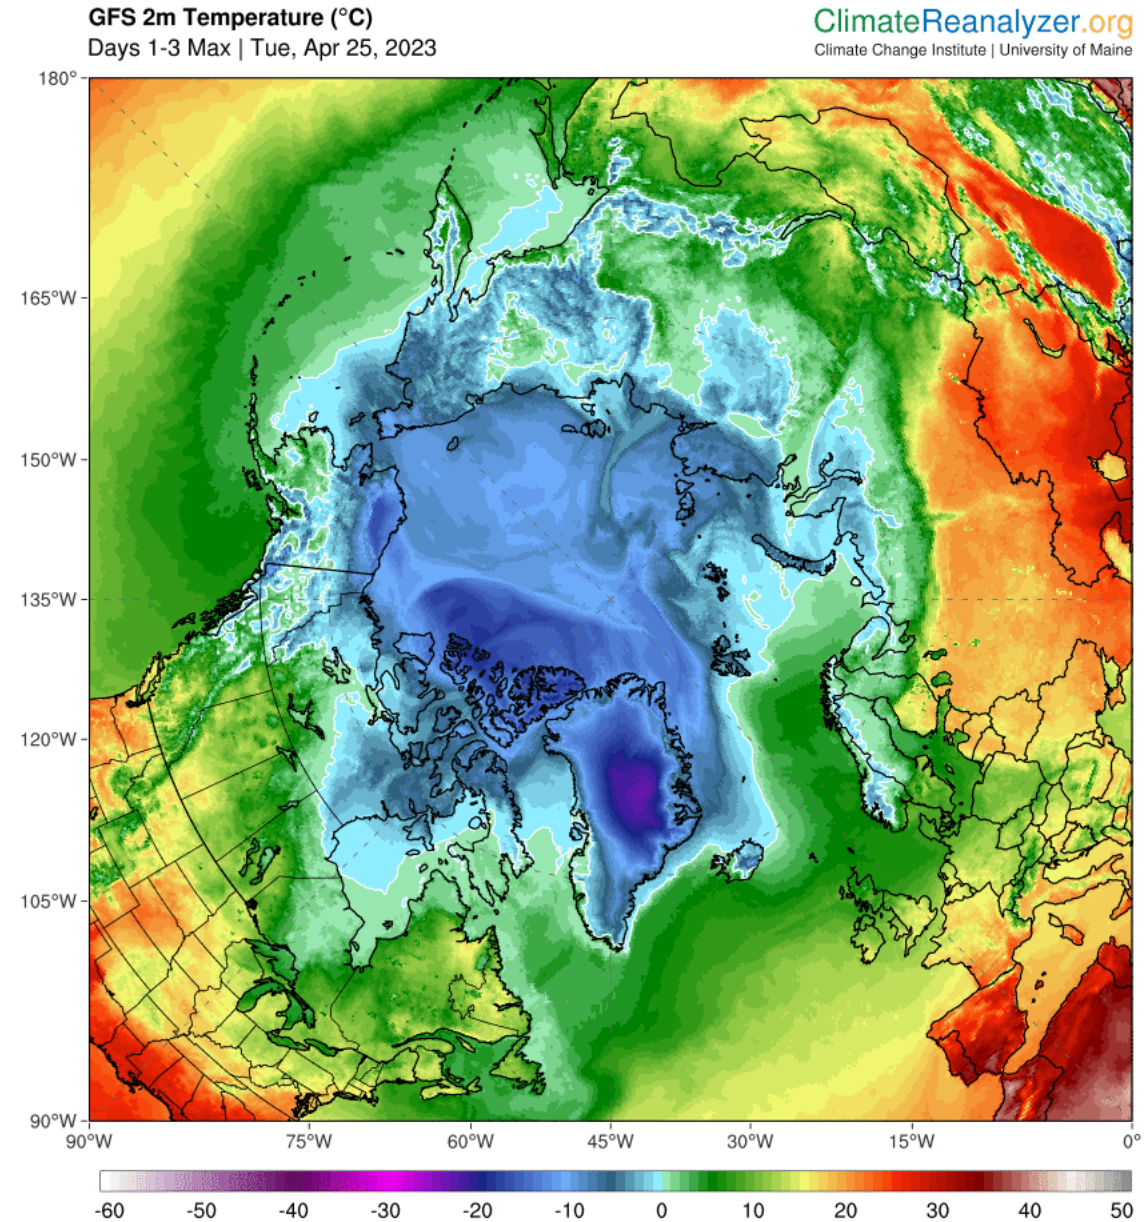 GFS 2m Temperature (°C)
Days 1-3 Max | Tue, Apr 25, 2023
ClimateReanalyzer.org
Climate Change Institute | University of Maine
180°
165°W
150°W
135°W
120°W
105°W
90°W
90°W 75°W 60°W 45°W 30°W 15°W 0°
-60 -50 -40 -30 -20 -10 0 10 20 30 40 50